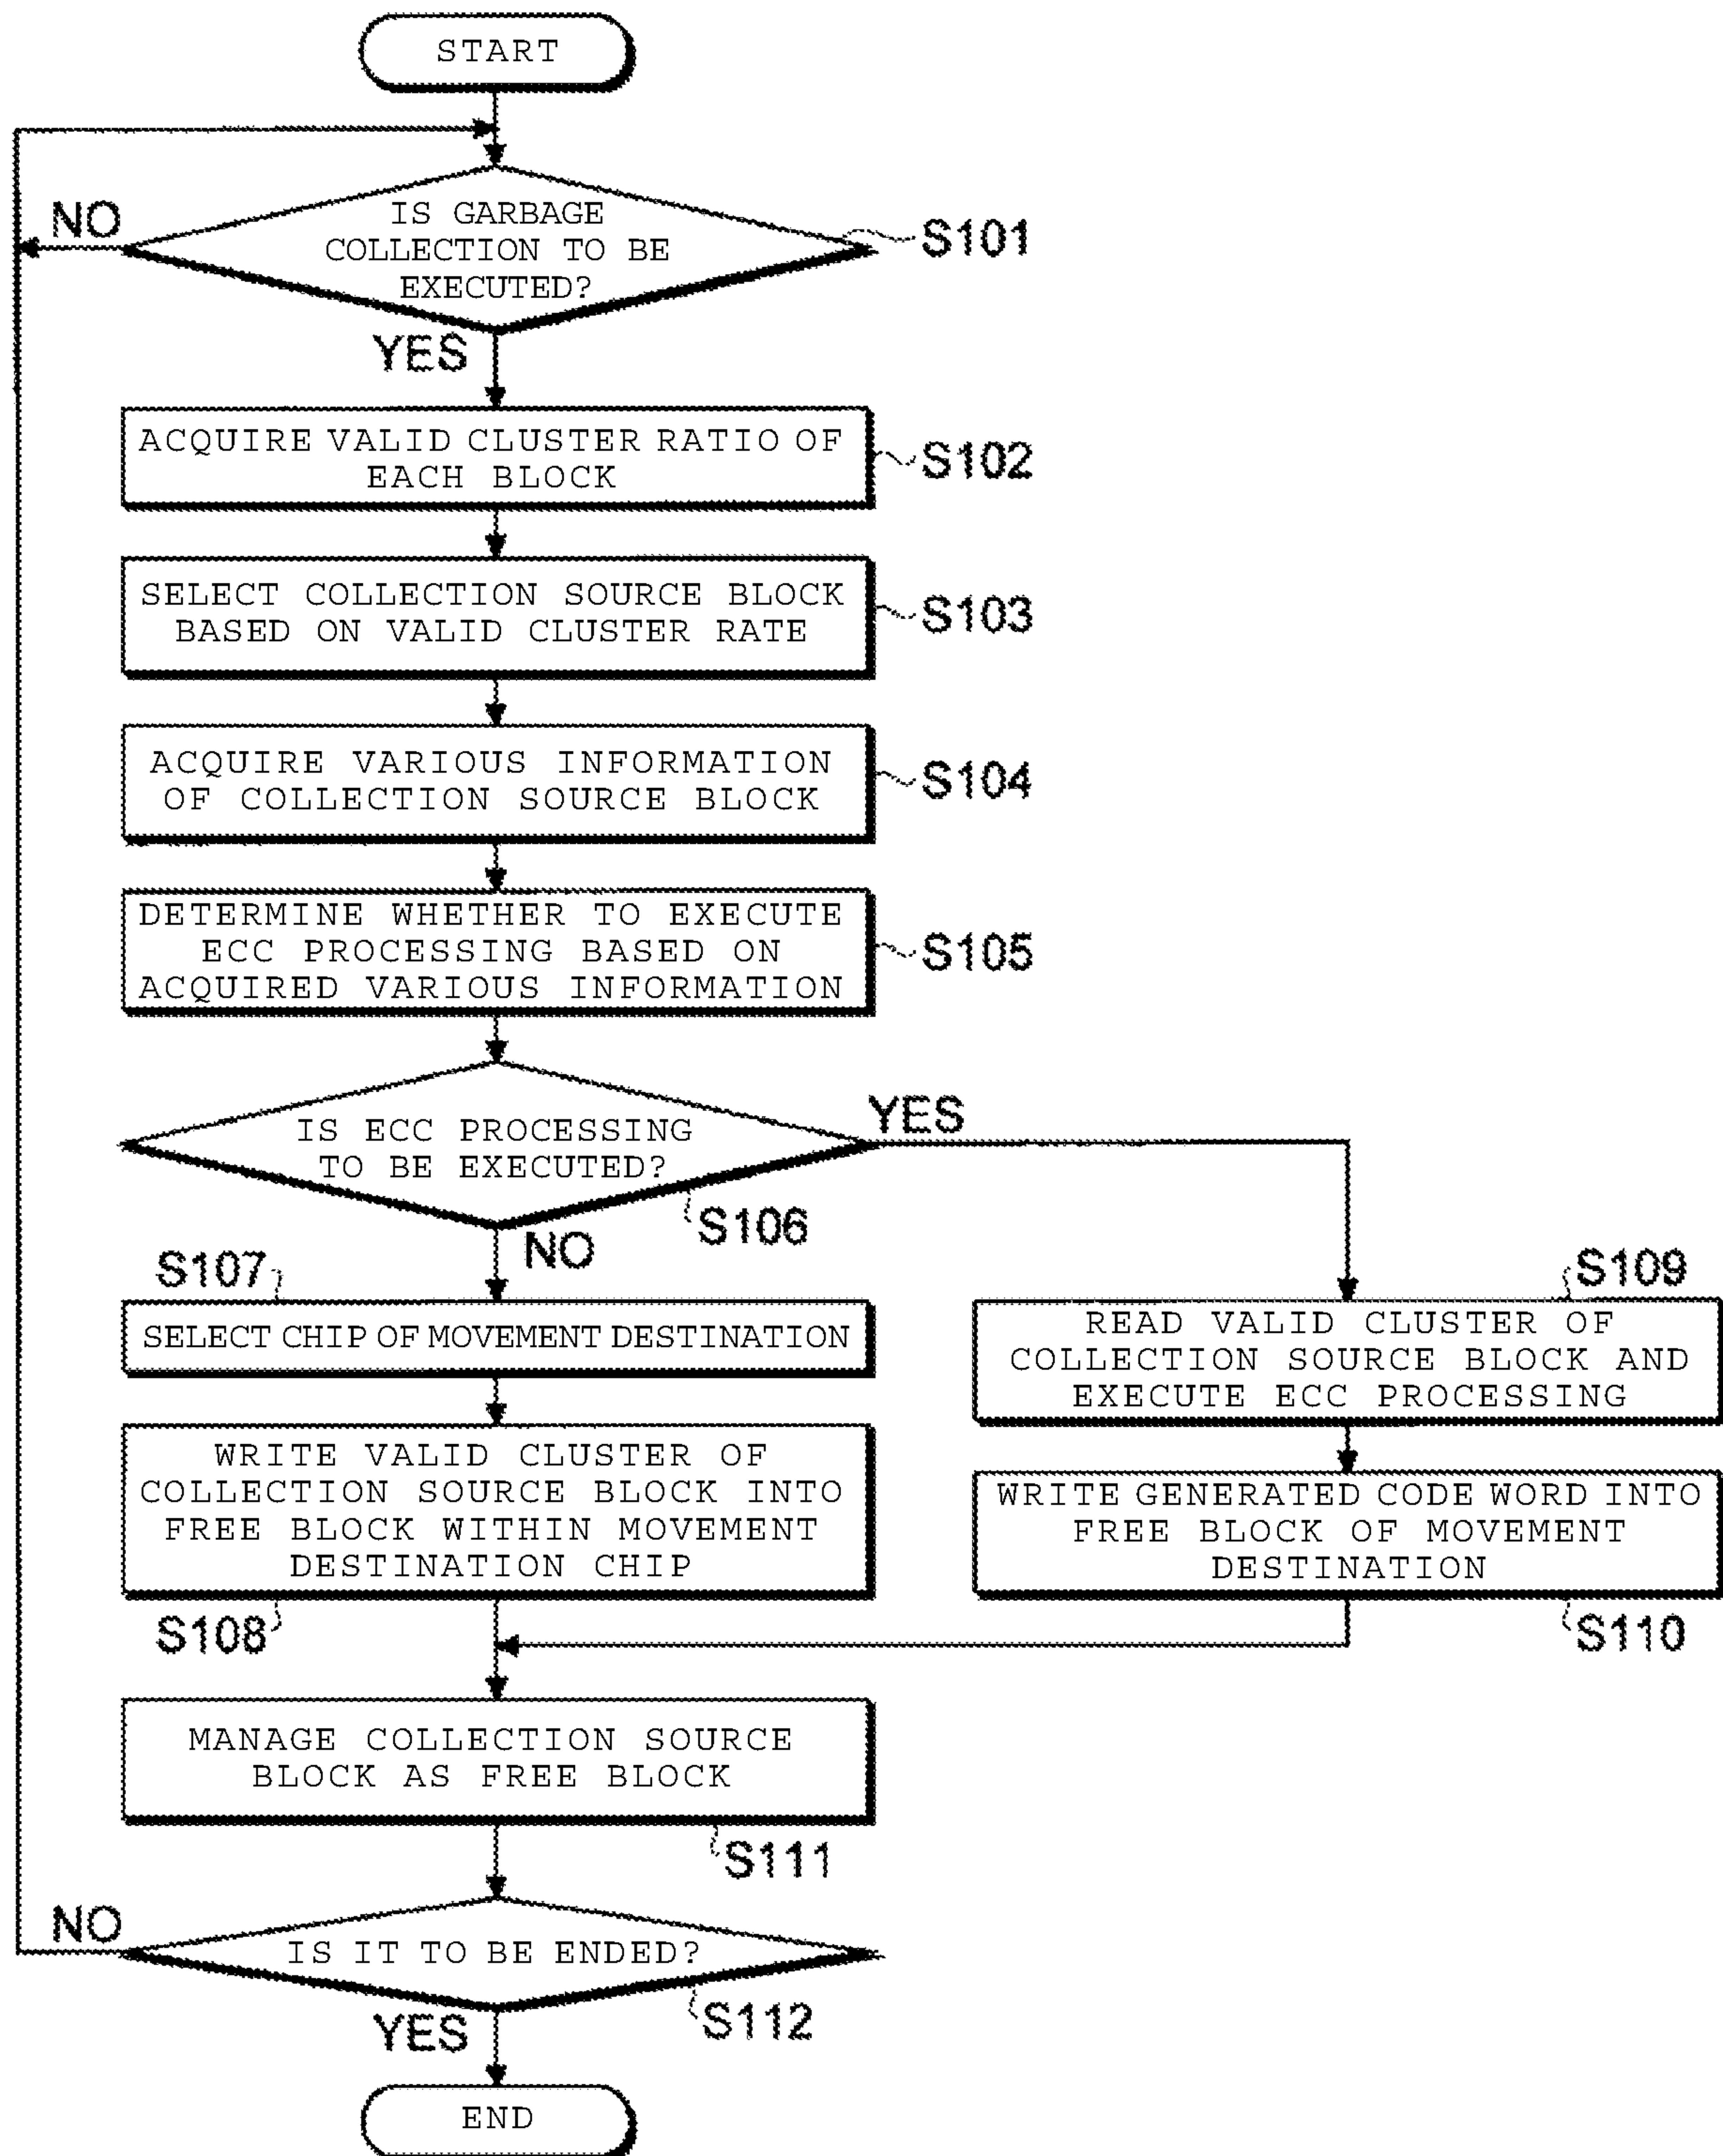 START
NO
IS GARBAGE
COLLECTION TO BE
EXECUTED?
S101
YES
ACQUIRE VALID CLUSTER RATIO OF
EACH BLOCK
S102
SELECT COLLECTION SOURCE BLOCK
BASED ON VALID CLUSTER RATE
S103
ACQUIRE VARIOUS INFORMATION
OF COLLECTION SOURCE BLOCK
S104
DETERMINE WHETHER TO EXECUTE
ECC PROCESSING BASED ON
ACQUIRED VARIOUS INFORMATION
S105
IS ECC PROCESSING
TO BE EXECUTED?
YES
S106
NO
S107
SELECT CHIP OF MOVEMENT DESTINATION
WRITE VALID CLUSTER OF
COLLECTION SOURCE BLOCK INTO
FREE BLOCK WITHIN MOVEMENT
DESTINATION CHIP
S108
S109
READ VALID CLUSTER OF
COLLECTION SOURCE BLOCK AND
EXECUTE ECC PROCESSING
WRITE GENERATED CODE WORD INTO
FREE BLOCK OF MOVEMENT
DESTINATION
S110
MANAGE COLLECTION SOURCE
BLOCK AS FREE BLOCK
S111
NO
IS IT TO BE ENDED?
S112
YES
END